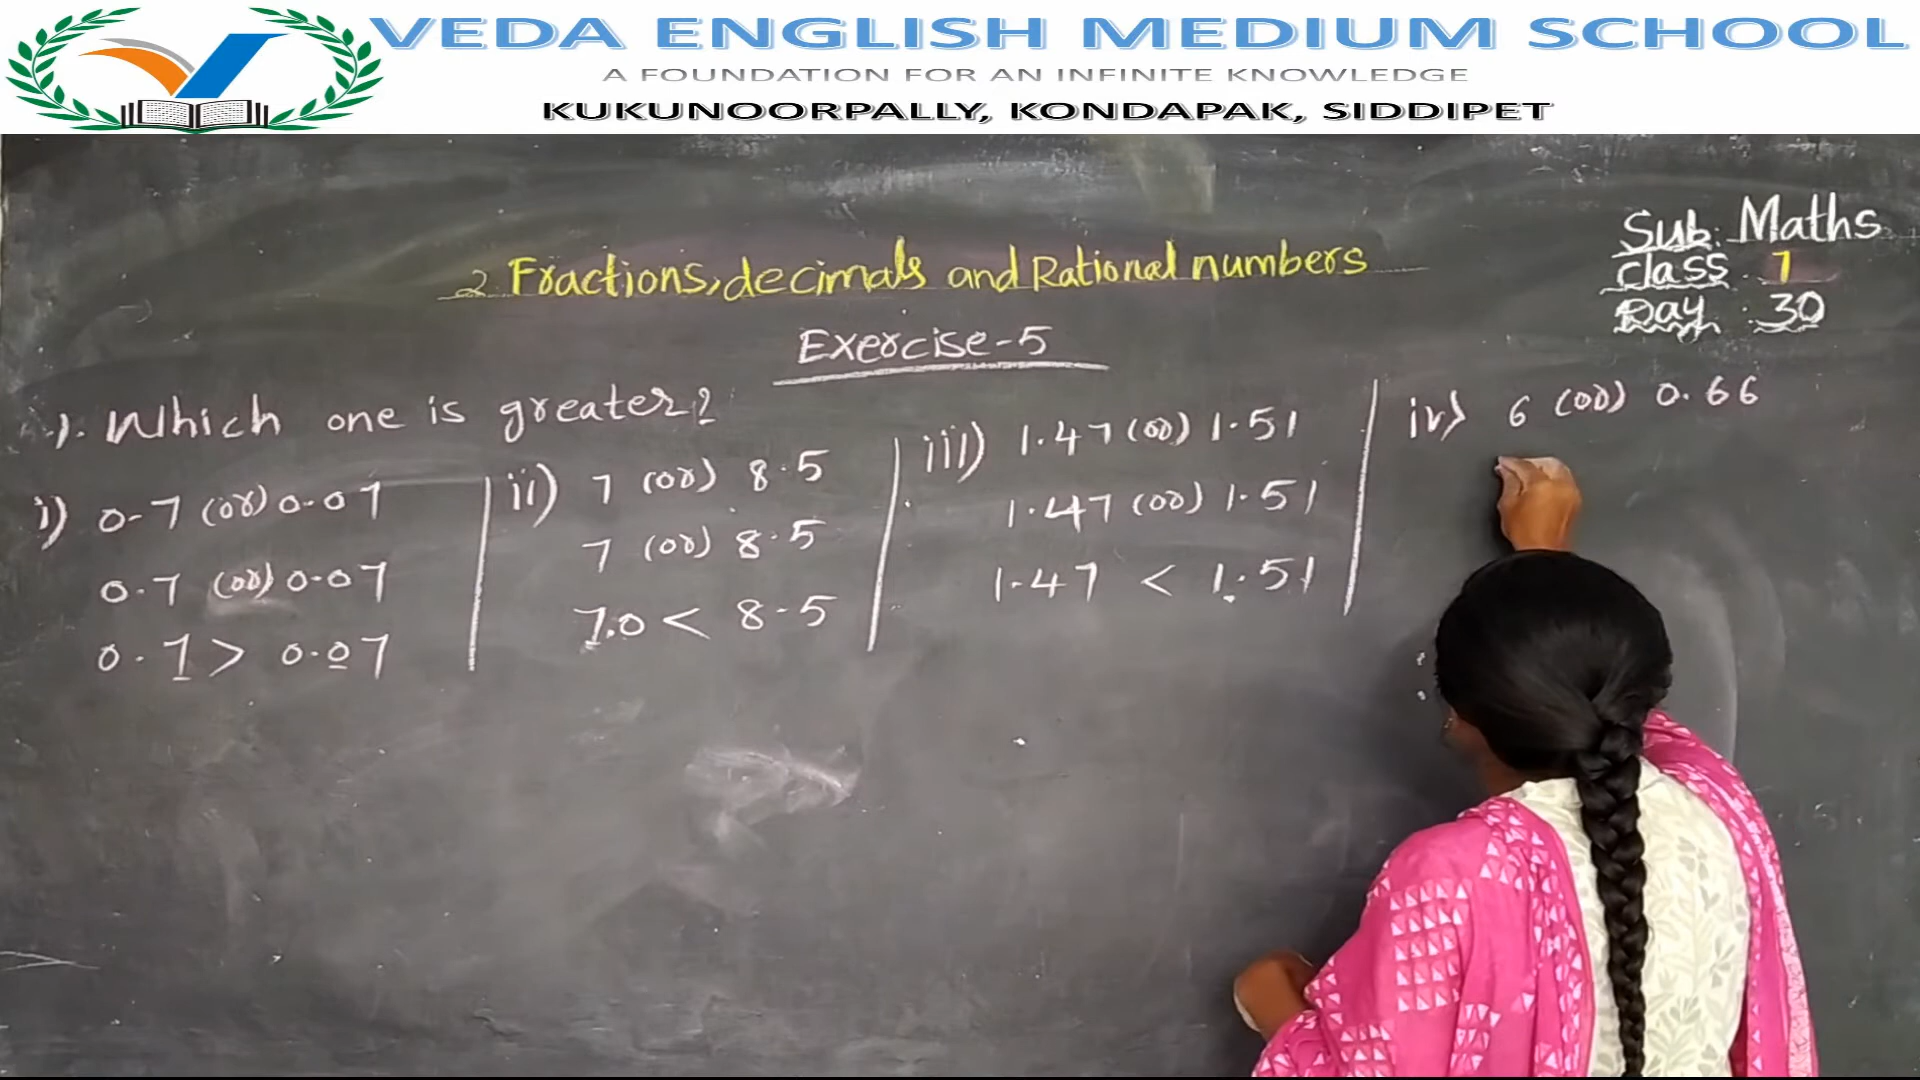 VEDA ENGLISH MEDIUM SCHOOL
A FOUNDATION FOR AN INFINITE KNOWLEDGE
KUKUNOORPALLY, KONDAPAK, SIDDIPET
Sub: Maths
Class : 7
Day : 30
2. Fractions, decimals and Rational numbers
Exercise-5
1. Which one is greater?
i) 0.7 (or) 0.07
0.7 (or) 0.07
0.7 > 0.07
ii) 7 (or) 8.5
7 (or) 8.5
7.0 < 8.5
iii) 1.47 (or) 1.51
1.47 (or) 1.51
1.47 < 1.51
iv) 6 (or) 0.66